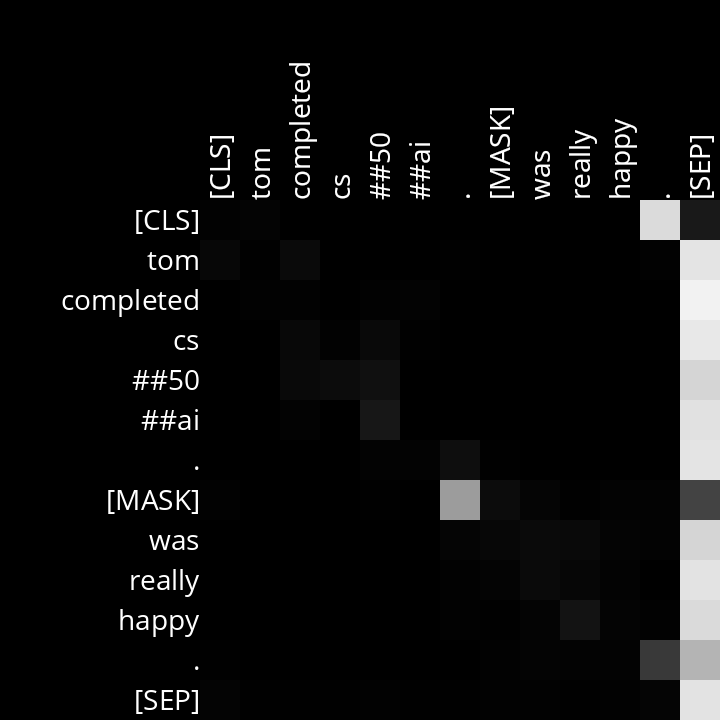 [CLS] tom completed cs ##50 ##ai . [MASK] was really happy . [SEP]
[CLS]
tom
completed
cs
##50
##ai
.
[MASK]
was
really
happy
.
[SEP]